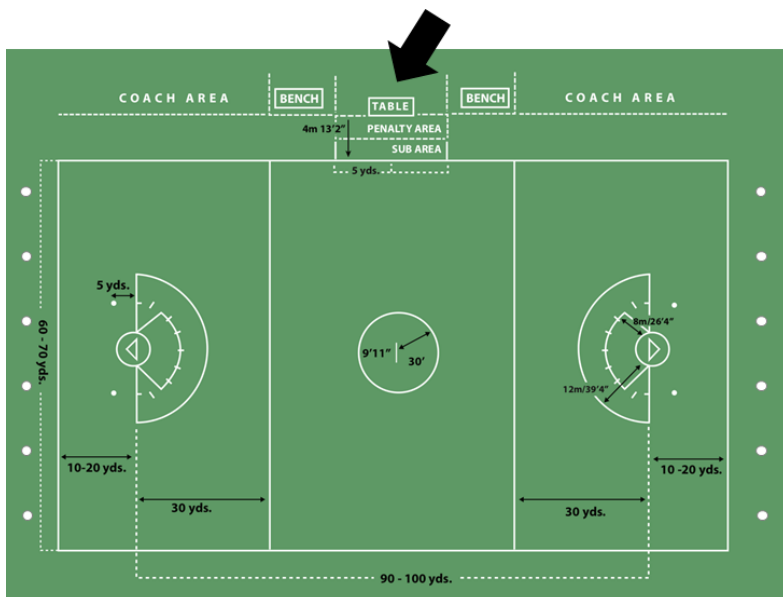 COACH AREA
BENCH
TABLE
BENCH
COACH AREA
4m 13'2"
PENALTY AREA
SUB AREA
5 yds.
5 yds.
60 - 70 yds.
9'11"
30'
8m/26'4"
12m/39'4"
10-20 yds.
10 -20 yds.
30 yds.
30 yds.
90 - 100 yds.